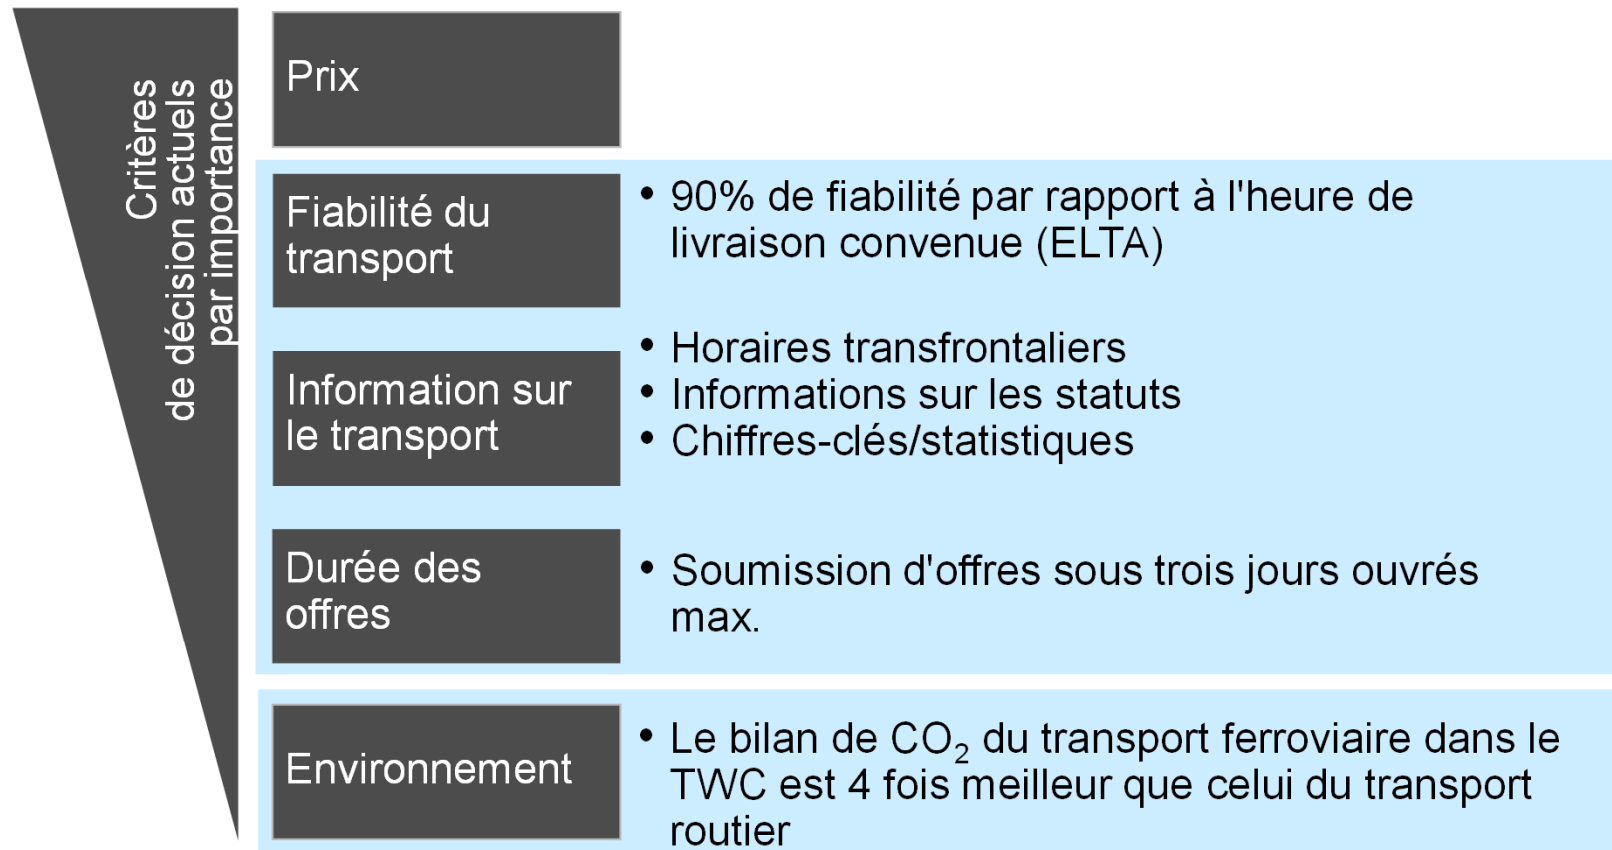 Critères
de décision actuels
par importance
Prix
Fiabilité du
transport
• 90% de fiabilité par rapport à l'heure de
livraison convenue (ELTA)
Information sur
le transport
• Horaires transfrontaliers
• Informations sur les statuts
• Chiffres-clés/statistiques
Durée des
offres
• Soumission d'offres sous trois jours ouvrés
max.
Environnement
• Le bilan de CO₂ du transport ferroviaire dans le
TWC est 4 fois meilleur que celui du transport
routier